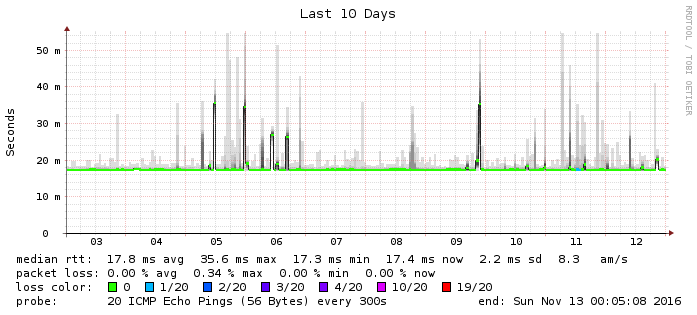 Last 10 Days
RRDTOOL / TOBI OETIKER
Seconds
50 m
40 m
30 m
20 m
10 m
0
03 04 05 06 07 08 09 10 11 12
median rtt: 17.8 ms avg 35.6 ms max 17.3 ms min 17.4 ms now 2.2 ms sd 8.3 am/s
packet loss: 0.00 % avg 0.34 % max 0.00 % min 0.00 % now
loss color: 0 1/20 2/20 3/20 4/20 10/20 19/20
probe: 20 ICMP Echo Pings (56 Bytes) every 300s end: Sun Nov 13 00:05:08 2016